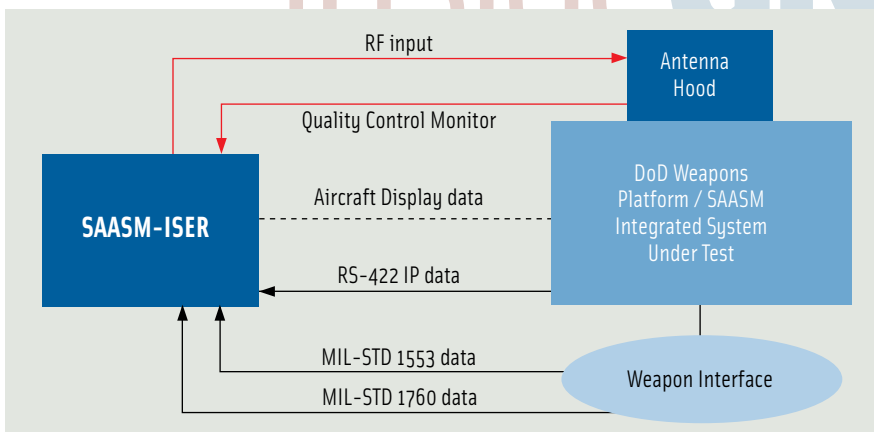 RF input
Antenna
Hood
Quality Control Monitor
DoD Weapons
Platform / SAASM
Integrated System
Under Test
SAASM-ISER
Aircraft Display data
RS-422 IP data
MIL-STD 1553 data
Weapon Interface
MIL-STD 1760 data